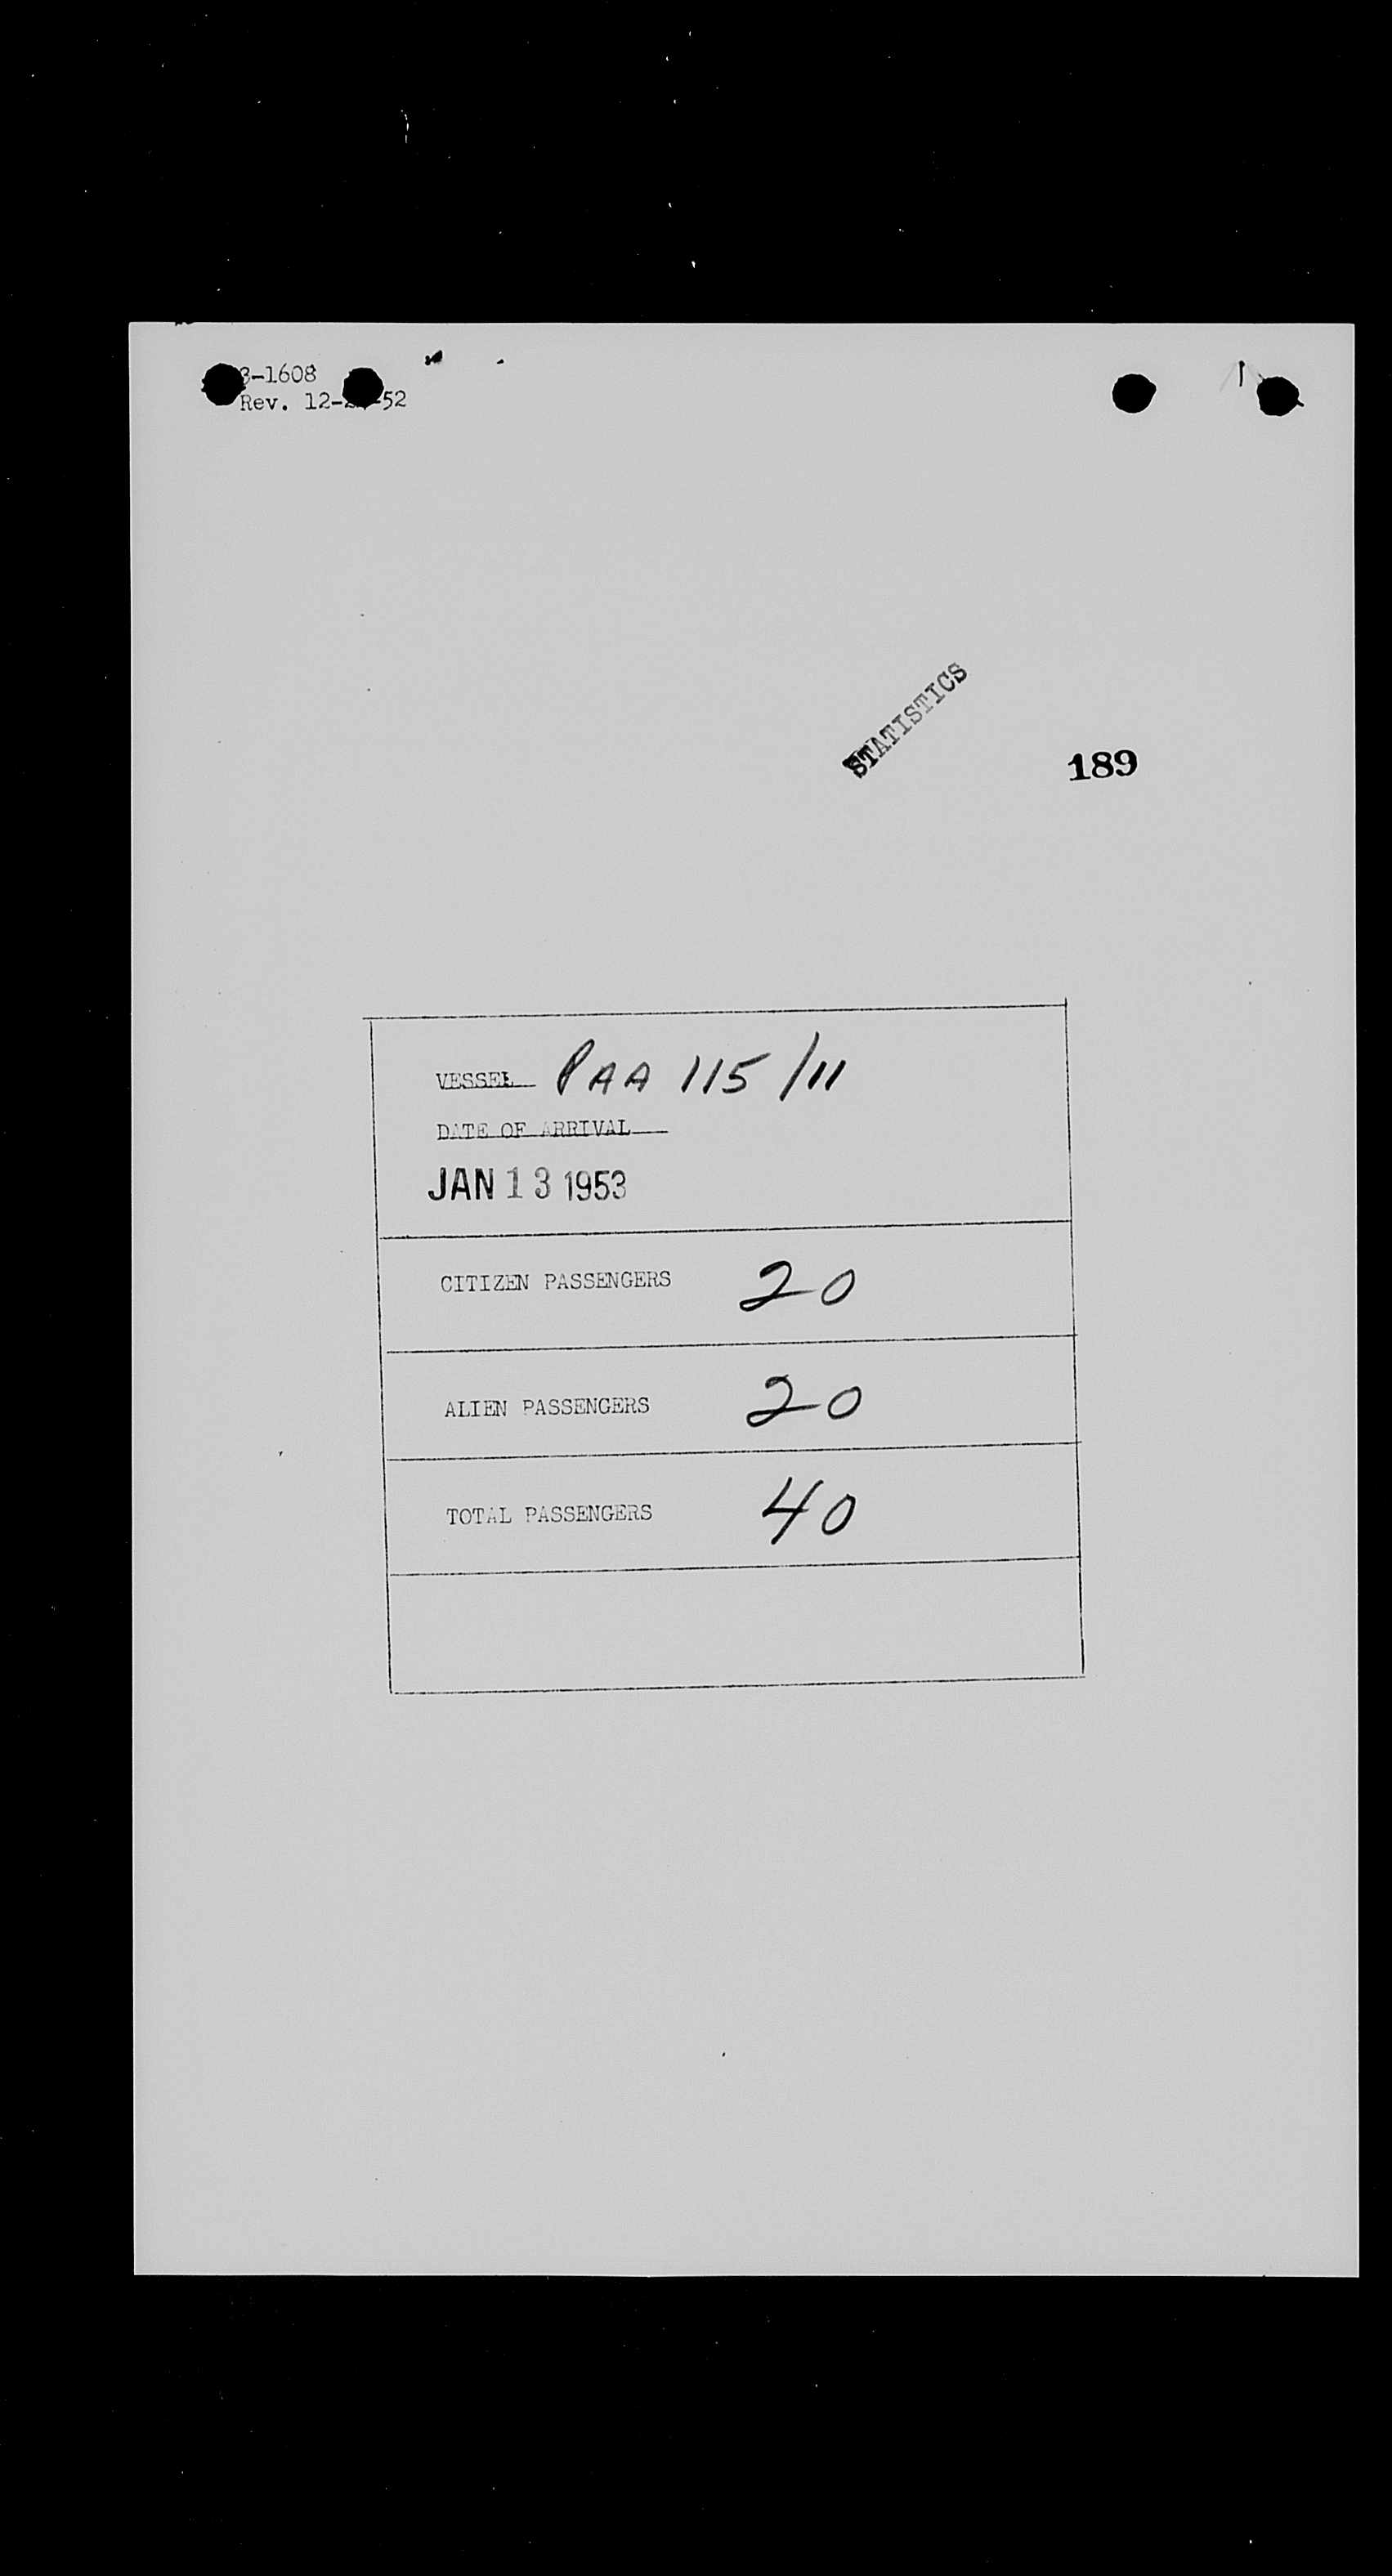 3-1608
Rev. 12- -52
STATISTICS
189
VESSEL PAA 115/11
DATE OF ARRIVAL
JAN 13 1953
CITIZEN PASSENGERS 20
ALIEN PASSENGERS 20
TOTAL PASSENGERS 40